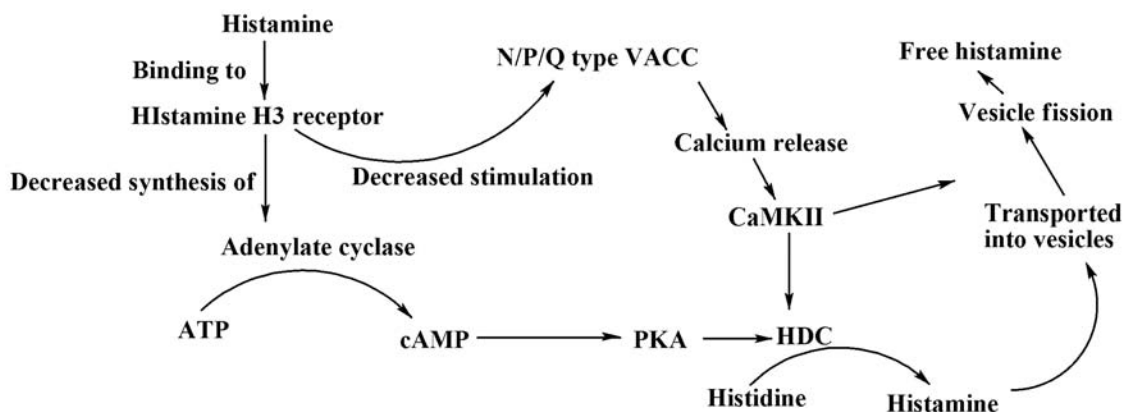 Histamine
Binding to
HIstamine H3 receptor
Decreased synthesis of
Adenylate cyclase
ATP
cAMP
PKA
HDC
Histidine
Histamine
Decreased stimulation
N/P/Q type VACC
Calcium release
CaMKII
Transported
into vesicles
Vesicle fission
Free histamine